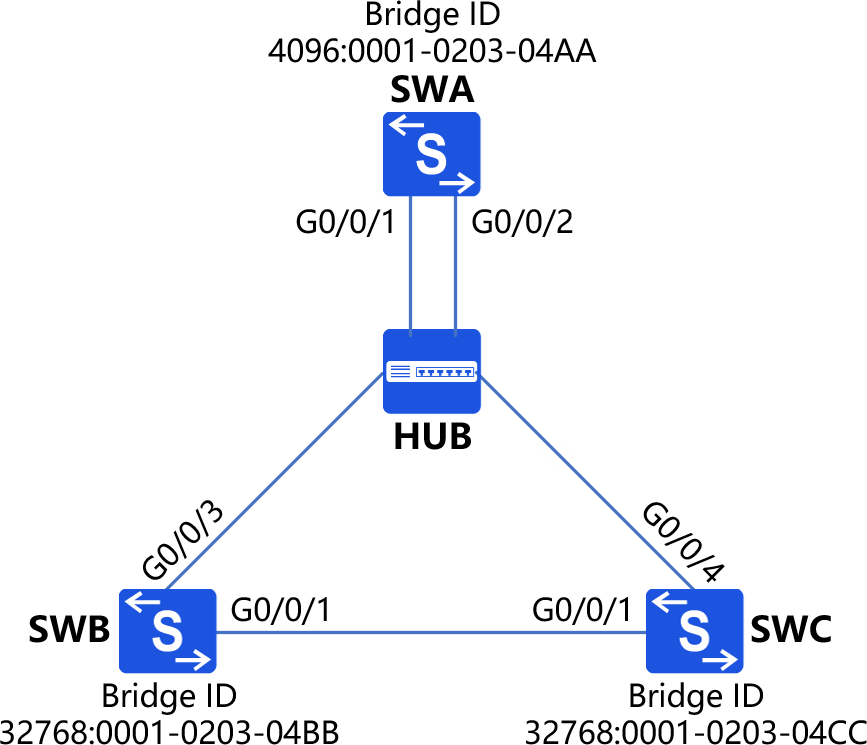 Bridge ID
4096:0001-0203-04AA
SWA
S
G0/0/1
G0/0/2
HUB
G0/0/3
G0/0/4
SWB
S
G0/0/1
G0/0/1
S
SWC
Bridge ID
32768:0001-0203-04BB
Bridge ID
32768:0001-0203-04CC